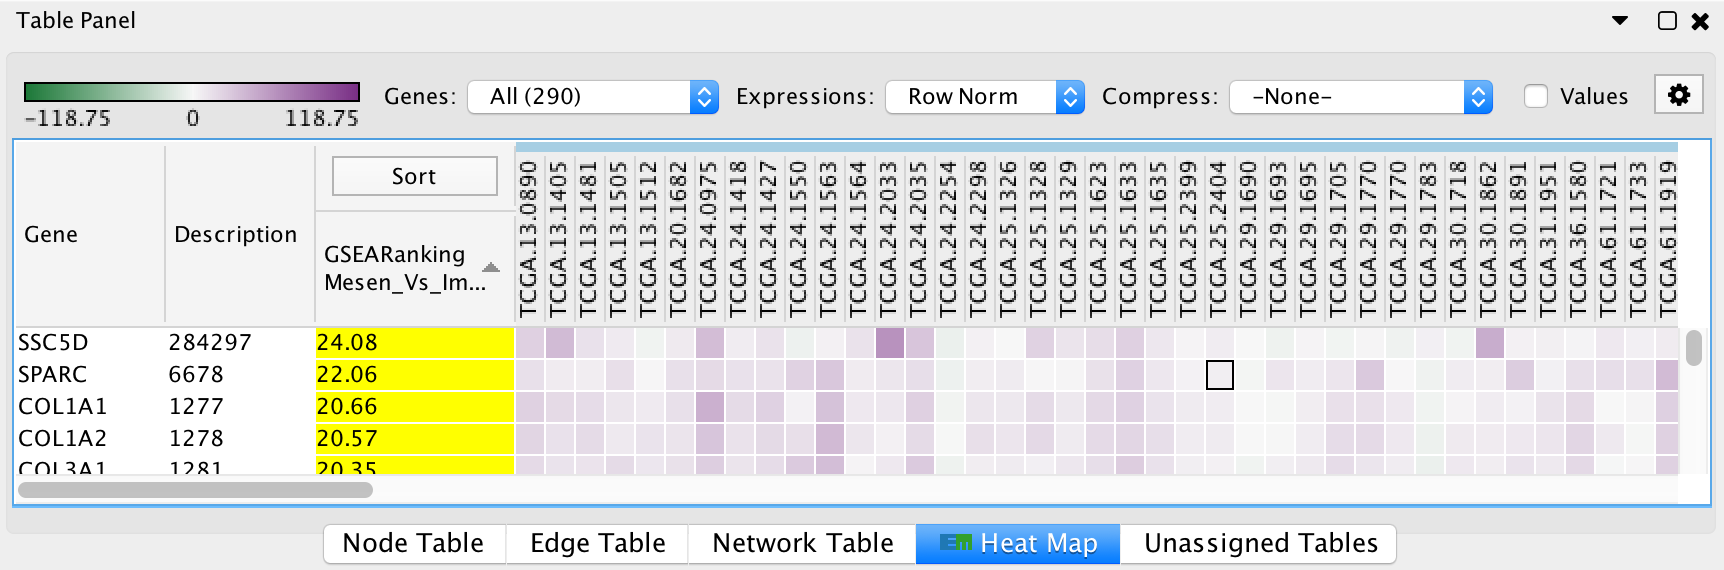 Table Panel
-118.75 0 118.75
Genes: All (290) Expressions: Row Norm Compress: -None- Values
Gene Description Sort
GSEARanking
Mesen_Vs_Im...
TCGA.13.0890
TCGA.13.1405
TCGA.13.1481
TCGA.13.1505
TCGA.13.1512
TCGA.20.1682
TCGA.24.0975
TCGA.24.1418
TCGA.24.1427
TCGA.24.1550
TCGA.24.1563
TCGA.24.1564
TCGA.24.2033
TCGA.24.2035
TCGA.24.2254
TCGA.24.2298
TCGA.25.1326
TCGA.25.1328
TCGA.25.1329
TCGA.25.1623
TCGA.25.1633
TCGA.25.1635
TCGA.25.2399
TCGA.25.2404
TCGA.29.1690
TCGA.29.1693
TCGA.29.1695
TCGA.29.1705
TCGA.29.1770
TCGA.29.1770
TCGA.29.1783
TCGA.30.1718
TCGA.30.1862
TCGA.30.1891
TCGA.31.1951
TCGA.36.1580
TCGA.61.1721
TCGA.61.1733
TCGA.61.1919
SSC5D 284297 24.08
SPARC 6678 22.06
COL1A1 1277 20.66
COL1A2 1278 20.57
COL3A1 1281 20.35
Node Table Edge Table Network Table EM Heat Map Unassigned Tables